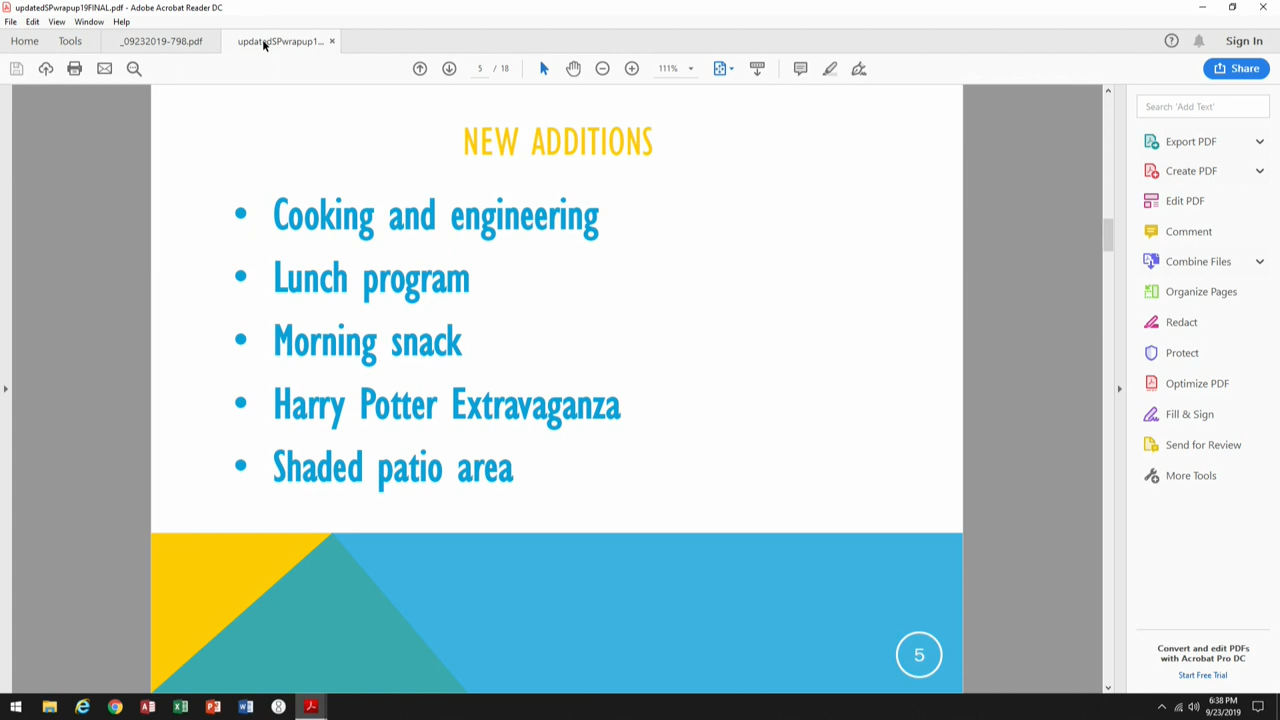 updatedSPwrapup19FINAL.pdf - Adobe Acrobat Reader DC
File Edit View Window Help
Home Tools _09232019-798.pdf updatedSPwrapup1... × Sign In
5 / 18 111% Share
NEW ADDITIONS
• Cooking and engineering
• Lunch program
• Morning snack
• Harry Potter Extravaganza
• Shaded patio area
5
Search 'Add Text'
Export PDF
Create PDF
Edit PDF
Comment
Combine Files
Organize Pages
Redact
Protect
Optimize PDF
Fill & Sign
Send for Review
More Tools
Convert and edit PDFs
with Acrobat Pro DC
Start Free Trial
6:38 PM
9/23/2019